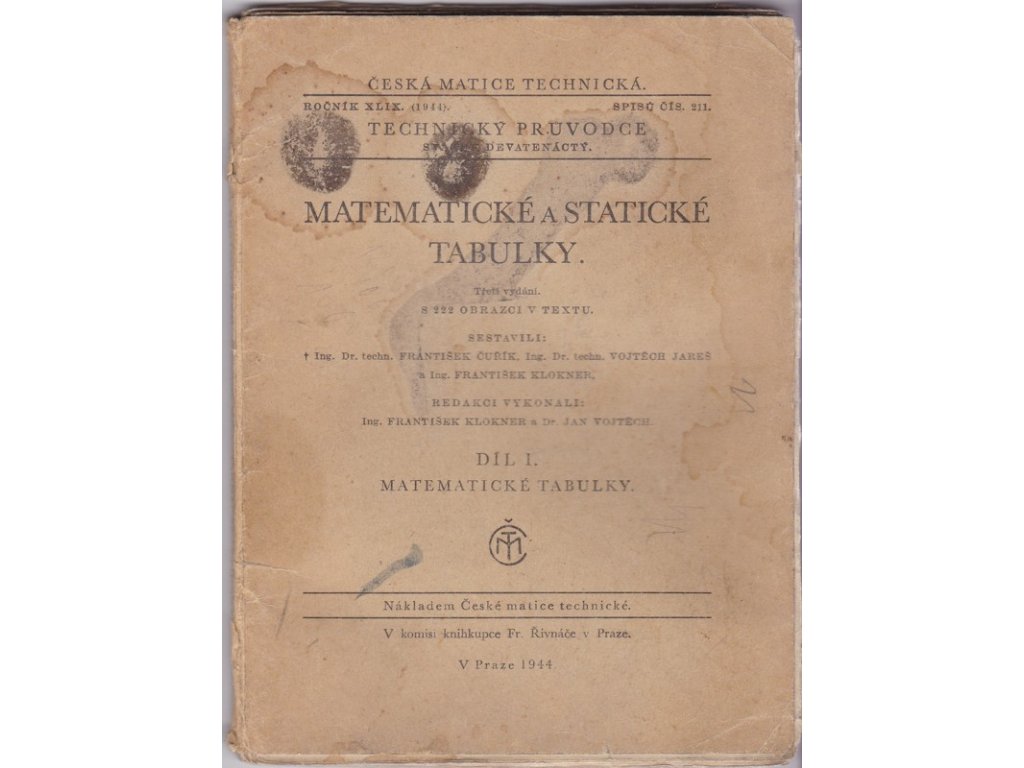 ČESKÁ MATICE TECHNICKÁ.
ROČNÍK XLIX. (1944). SPISŮ ČÍS. 211.
TECHNICKÝ PRŮVODCE
DEVATENÁCTÝ.
MATEMATICKÉ A STATICKÉ
TABULKY.
Třetí vydání.
S 222 OBRAZCI V TEXTU.
SESTAVILI:
† Ing. Dr. techn. FRANTIŠEK ČUŘÍK, Ing. Dr. techn. VOJTĚCH JAREŠ
a Ing. FRANTIŠEK KLOKNER.
REDAKCI VYKONALI:
Ing. FRANTIŠEK KLOKNER a Dr. JAN VOJTĚCH.
DÍL I.
MATEMATICKÉ TABULKY.
ČMT
Nákladem České matice technické.
V komisi knihkupce Fr. Řivnáče v Praze.
V Praze 1944